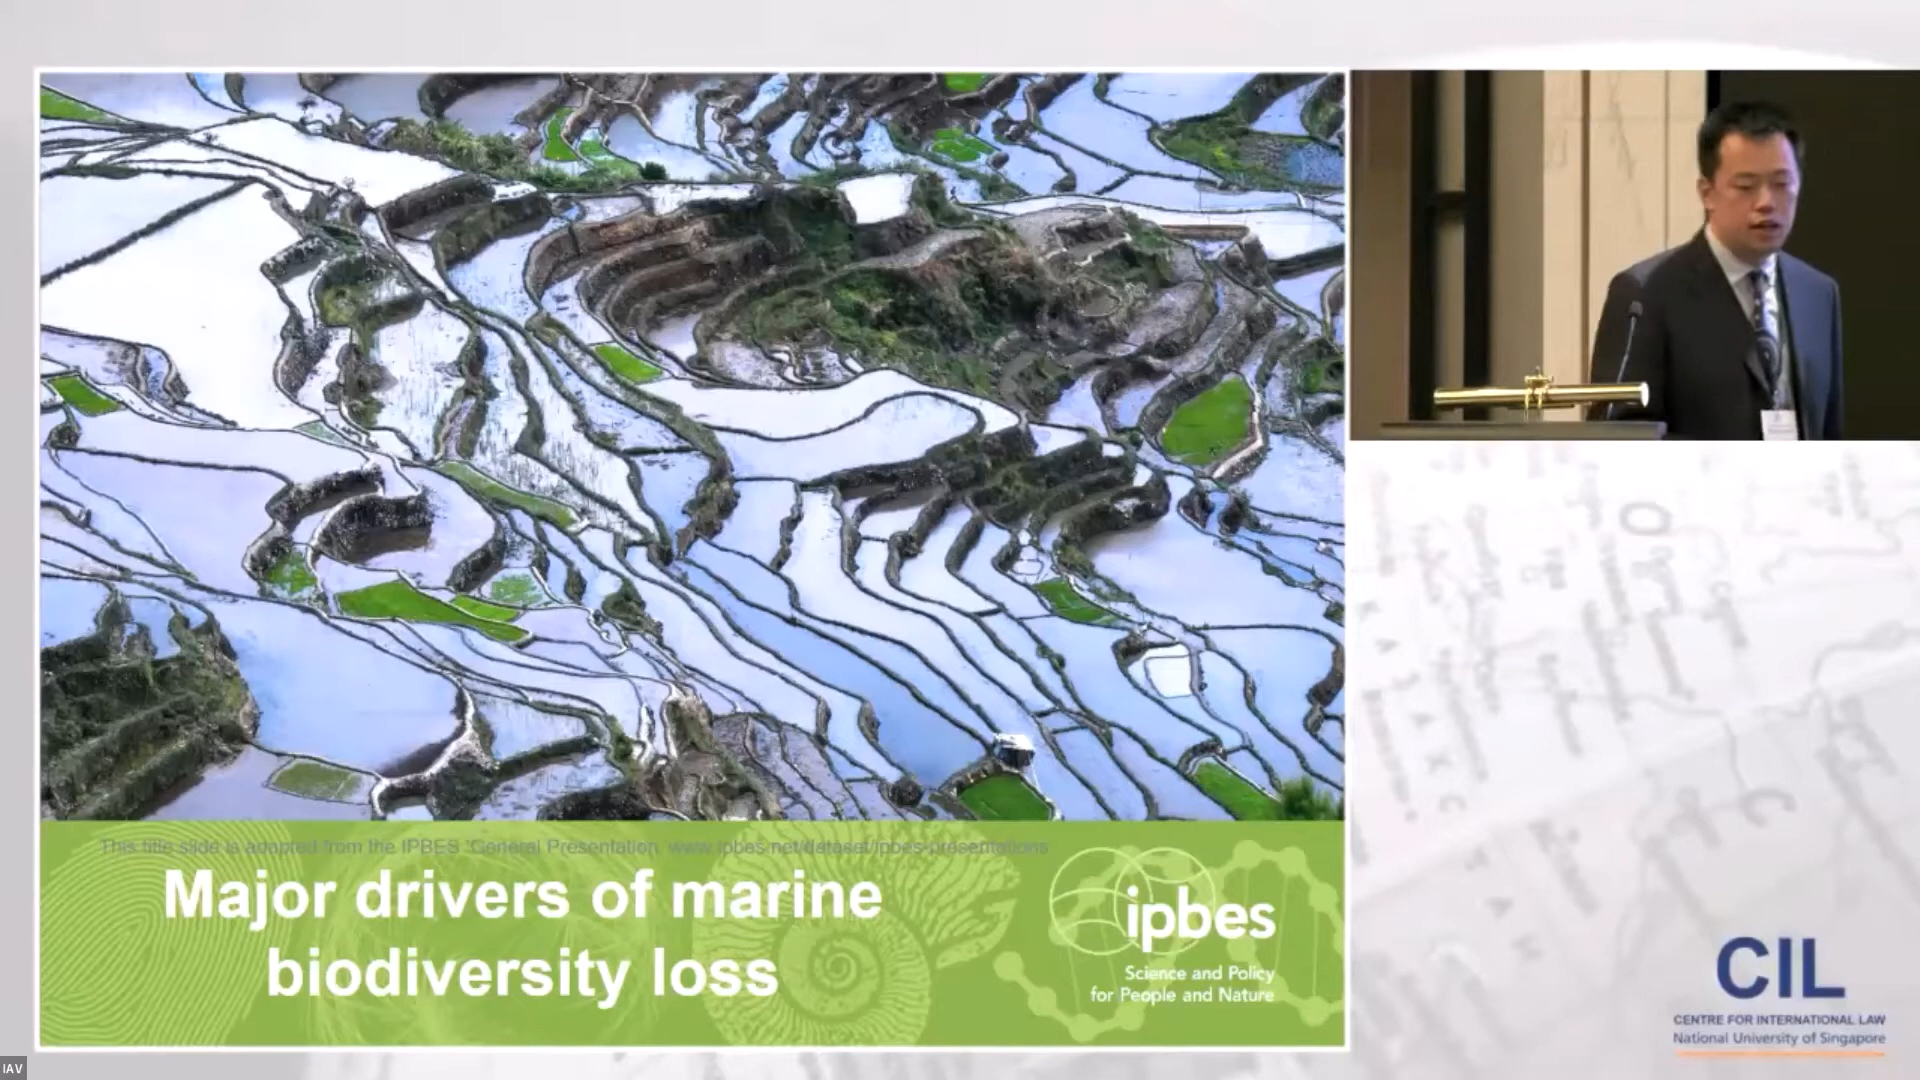 This title slide is adapted from the IPBES 'General Presentation, www.ipbes.net/dataset/ipbes-presentations
Major drivers of marine
biodiversity loss
ipbes
Science and Policy
for People and Nature
CIL
CENTRE FOR INTERNATIONAL LAW
National University of Singapore
IAV